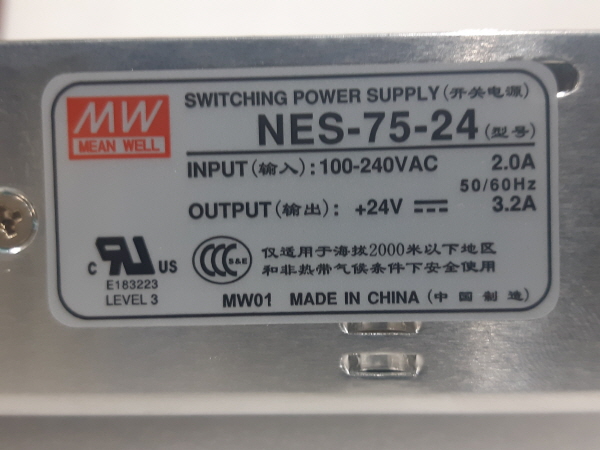 SWITCHING POWER SUPPLY (开关电源)
MW
MEAN WELL
NES-75-24 (型号)
INPUT (输入): 100-240VAC 2.0A
50/60Hz
OUTPUT (输出): +24V ⎓ 3.2A
c RU US
E183223
LEVEL 3
CCC S&E
仅适用于海拔2000米以下地区
和非热带气候条件下安全使用
MW01 MADE IN CHINA (中国制造)